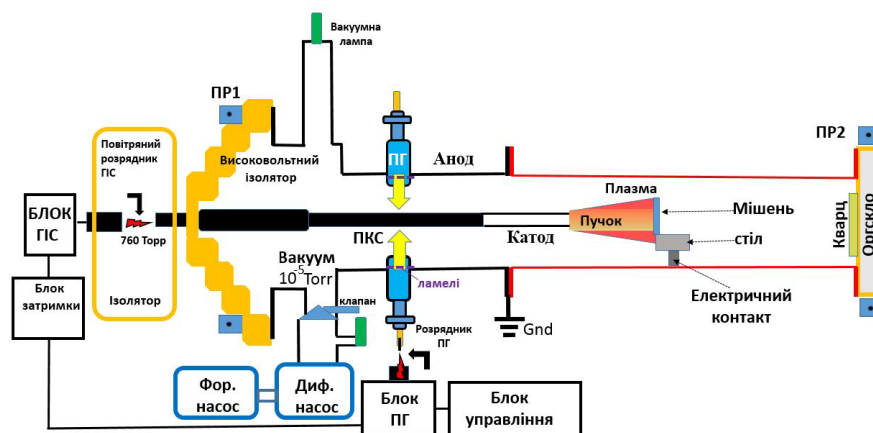 Вакуумна
лампа
ПР1
ПР2
Повітряний
розрядник
ГІС
Високовольтний
ізолятор
ПГ
Анод
БЛОК
ГІС
760 Торр
Плазма
Пучок
Мішень
стіл
Кварц
Оргскло
ПКС
Катод
Вакуум
10⁻⁵Torr
клапан
ламелі
Блок
затримки
Ізолятор
Електричний
контакт
Gnd
Розрядник
ПГ
Фор.
насос
Диф.
насос
Блок
ПГ
Блок
управління